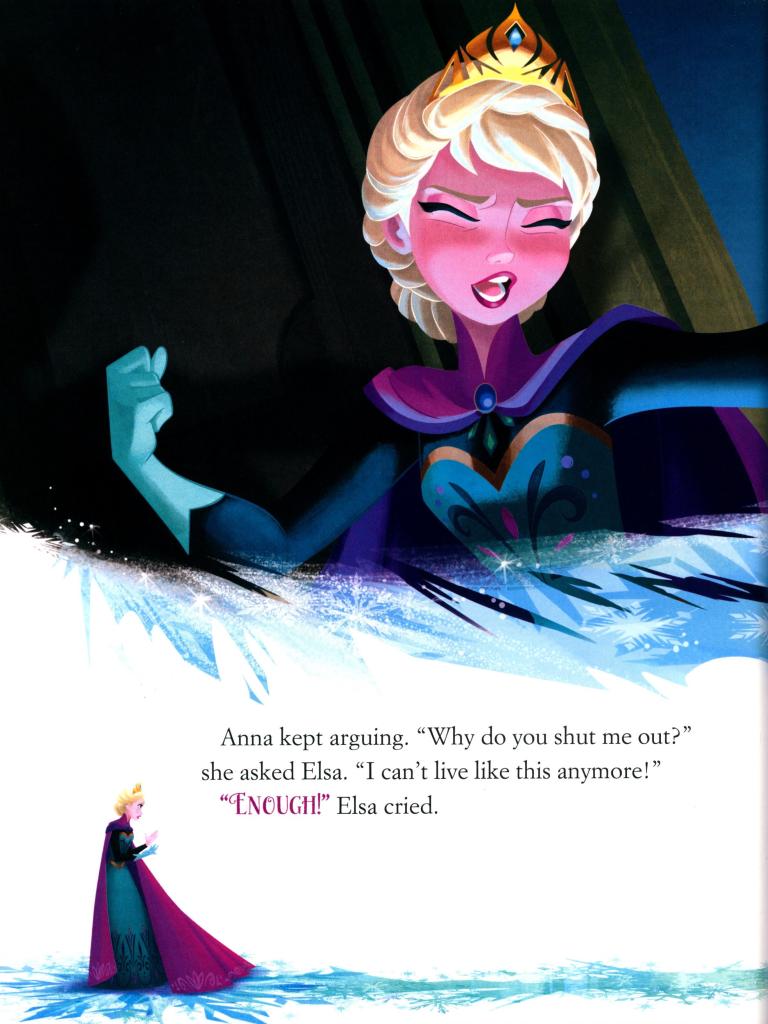 Anna kept arguing. “Why do you shut me out?”
she asked Elsa. “I can’t live like this anymore!”
“ENOUGH!” Elsa cried.